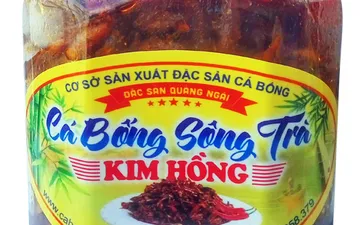 CƠ SỞ SẢN XUẤT ĐẶC SẢN CÁ BỐNG
ĐẶC SẢN QUẢNG NGÃI
Cá Bống Sông Trà
KIM HỒNG